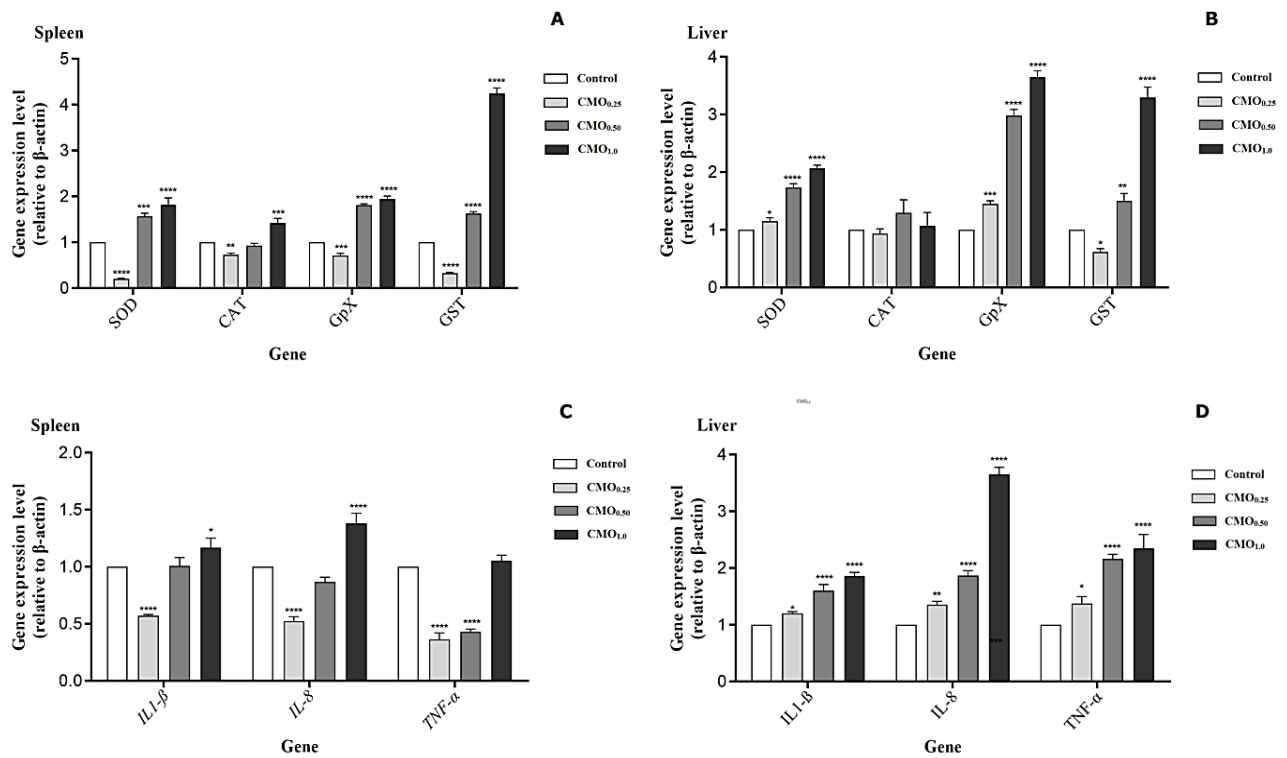 A
Spleen
Gene expression level
(relative to β-actin)
5
4
3
2
1
0
**** *** ****
** ***
*** **** ****
**** **** ****
SOD CAT GpX GST
Gene
Control
CMO0.25
CMO0.50
CMO1.0
B
Liver
Gene expression level
(relative to β-actin)
4
3
2
1
0
* **** ****
*** **** ****
* ** ****
SOD CAT GpX GST
Gene
Control
CMO0.25
CMO0.50
CMO1.0
C
Spleen
Gene expression level
(relative to β-actin)
2.0
1.5
1.0
0.5
0.0
**** *
**** ****
**** ****
IL1-β IL-8 TNF-α
Gene
Control
CMO0.25
CMO0.50
CMO1.0
D
Liver
Gene expression level
(relative to β-actin)
4
3
2
1
0
* **** ****
** **** ****
***
* **** ****
IL1-ß IL-8 TNF-α
Gene
Control
CMO0.25
CMO0.50
CMO1.0